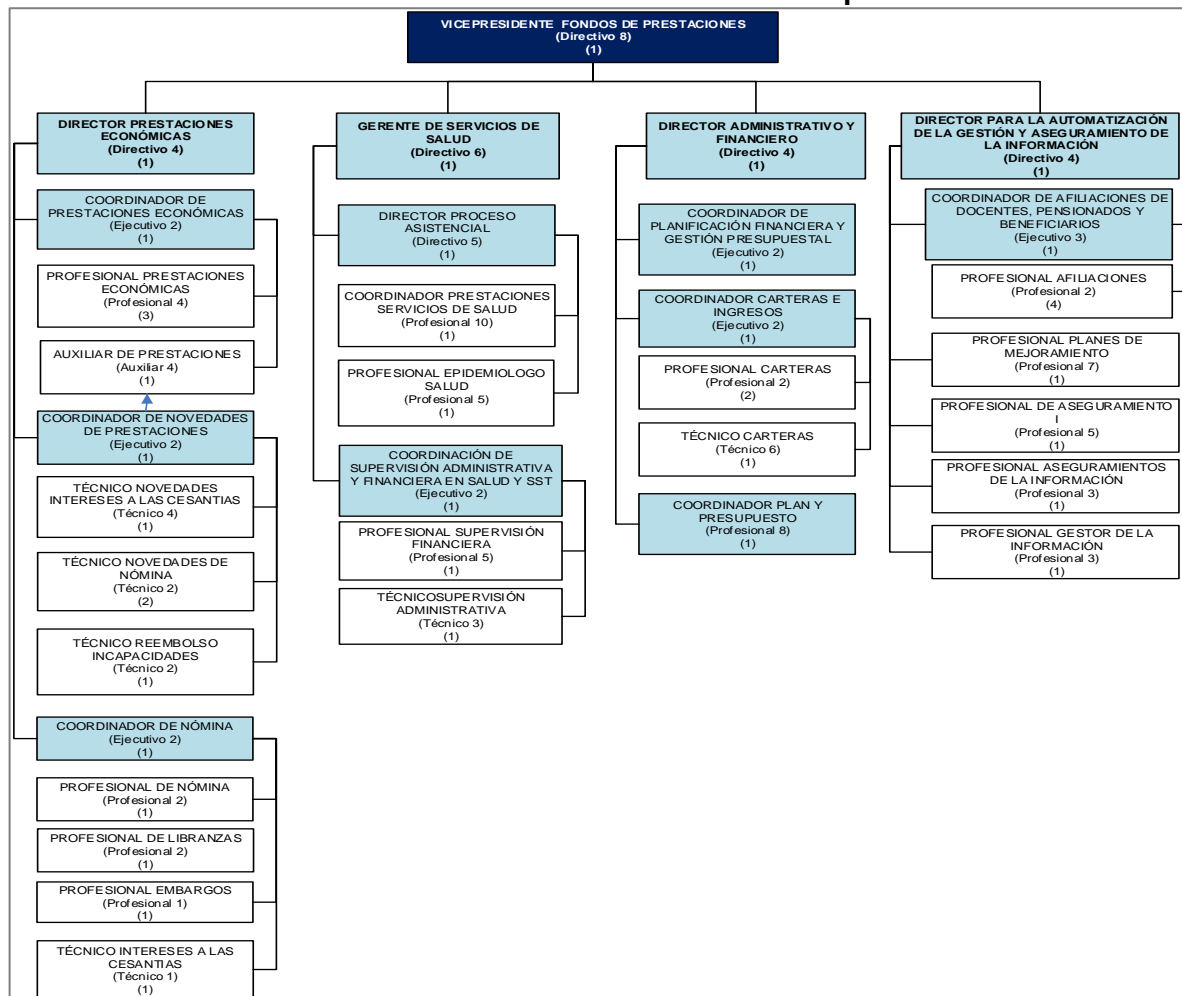 VICEPRESIDENTE FONDOS DE PRESTACIONES
(Directivo 8)
(1)
DIRECTOR PRESTACIONES
ECONÓMICAS
(Directivo 4)
(1)
COORDINADOR DE
PRESTACIONES ECONÓMICAS
(Ejecutivo 2)
(1)
PROFESIONAL PRESTACIONES
ECONÓMICAS
(Profesional 4)
(3)
AUXILIAR DE PRESTACIONES
(Auxiliar 4)
(1)
COORDINADOR DE NOVEDADES
DE PRESTACIONES
(Ejecutivo 2)
(1)
TÉCNICO NOVEDADES
INTERESES A LAS CESANTIAS
(Técnico 4)
(1)
TÉCNICO NOVEDADES DE
NÓMINA
(Técnico 2)
(2)
TÉCNICO REEMBOLSO
INCAPACIDADES
(Técnico 2)
(1)
COORDINADOR DE NÓMINA
(Ejecutivo 2)
(1)
PROFESIONAL DE NÓMINA
(Profesional 2)
(1)
PROFESIONAL DE LIBRANZAS
(Profesional 2)
(1)
PROFESIONAL EMBARGOS
(Profesional 1)
(1)
TÉCNICO INTERESES A LAS
CESANTIAS
(Técnico 1)
(1)
GERENTE DE SERVICIOS DE
SALUD
(Directivo 6)
(1)
DIRECTOR PROCESO
ASISTENCIAL
(Directivo 5)
(1)
COORDINADOR PRESTACIONES
SERVICIOS DE SALUD
(Profesional 10)
(1)
PROFESIONAL EPIDEMIOLOGO
SALUD
(Profesional 5)
(1)
COORDINACIÓN DE
SUPERVISIÓN ADMINISTRATIVA
Y FINANCIERA EN SALUD Y SST
(Ejecutivo 2)
(1)
PROFESIONAL SUPERVISIÓN
FINANCIERA
(Profesional 5)
(1)
TÉCNICOSUPERVISIÓN
ADMINISTRATIVA
(Técnico 3)
(1)
DIRECTOR ADMINISTRATIVO Y
FINANCIERO
(Directivo 4)
(1)
COORDINADOR DE
PLANIFICACIÓN FINANCIERA Y
GESTIÓN PRESUPUESTAL
(Ejecutivo 2)
(1)
COORDINADOR CARTERAS E
INGRESOS
(Ejecutivo 2)
(1)
PROFESIONAL CARTERAS
(Profesional 2)
(2)
TÉCNICO CARTERAS
(Técnico 6)
(1)
COORDINADOR PLAN Y
PRESUPUESTO
(Profesional 8)
(1)
DIRECTOR PARA LA AUTOMATIZACIÓN
DE LA GESTIÓN Y ASEGURAMIENTO DE
LA INFORMACIÓN
(Directivo 4)
(1)
COORDINADOR DE AFILIACIONES DE
DOCENTES, PENSIONADOS Y
BENEFICIARIOS
(Ejecutivo 3)
(1)
PROFESIONAL AFILIACIONES
(Profesional 2)
(4)
PROFESIONAL PLANES DE
MEJORAMIENTO
(Profesional 7)
(1)
PROFESIONAL DE ASEGURAMIENTO
I
(Profesional 5)
(1)
PROFESIONAL ASEGURAMIENTOS
DE LA INFORMACIÓN
(Profesional 3)
(1)
PROFESIONAL GESTOR DE LA
INFORMACIÓN
(Profesional 3)
(1)